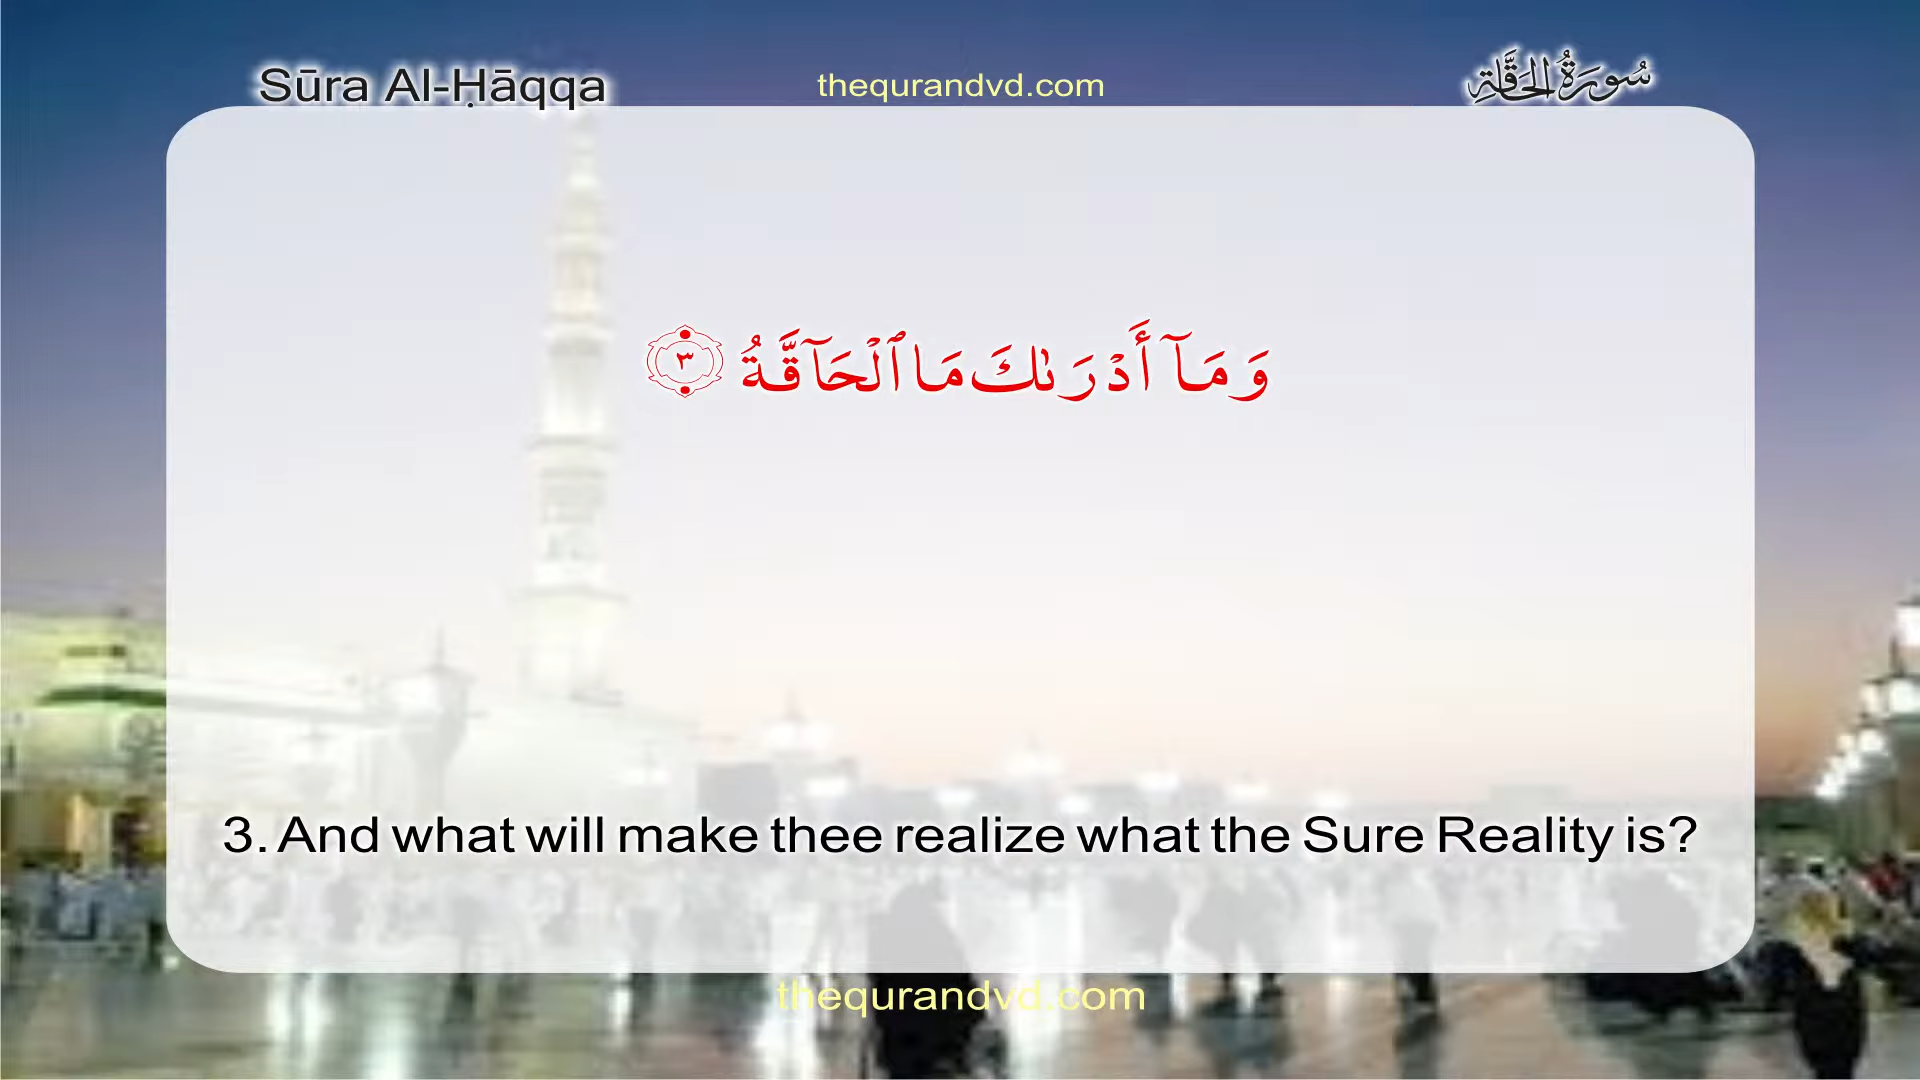 Sūra Al-Ḥāqqa
thequrandvd.com
سُورَةُ الحَاقَّةِ
وَمَآ أَدْرَىٰكَ مَا ٱلْحَآقَّةُ ٣
3. And what will make thee realize what the Sure Reality is?
thequrandvd.com